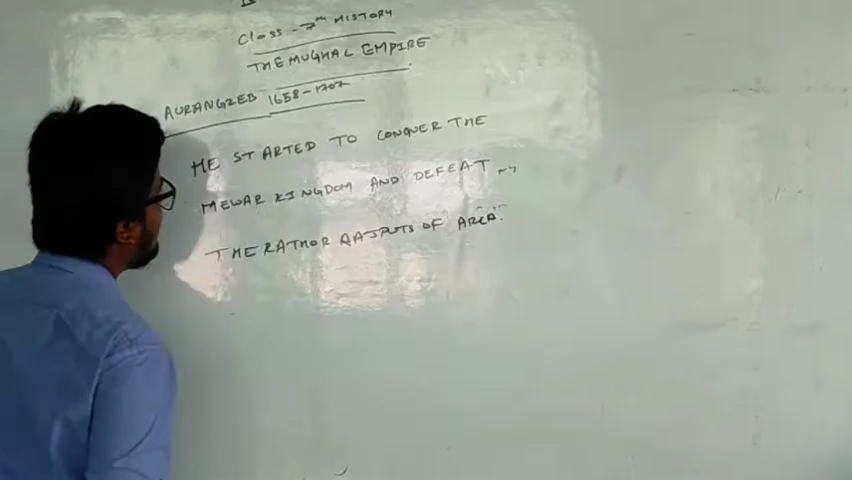 Class - 7th HISTORY
THE MUGHAL EMPIRE
AURANGZEB 1658-1707
HE STARTED TO CONQUER THE
MEWAR KINGDOM AND DEFEAT
THE RATHOR RAJPUTS OF AREA.